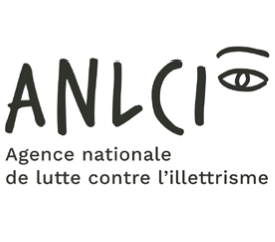 ANLCI
Agence nationale
de lutte contre l'illettrisme